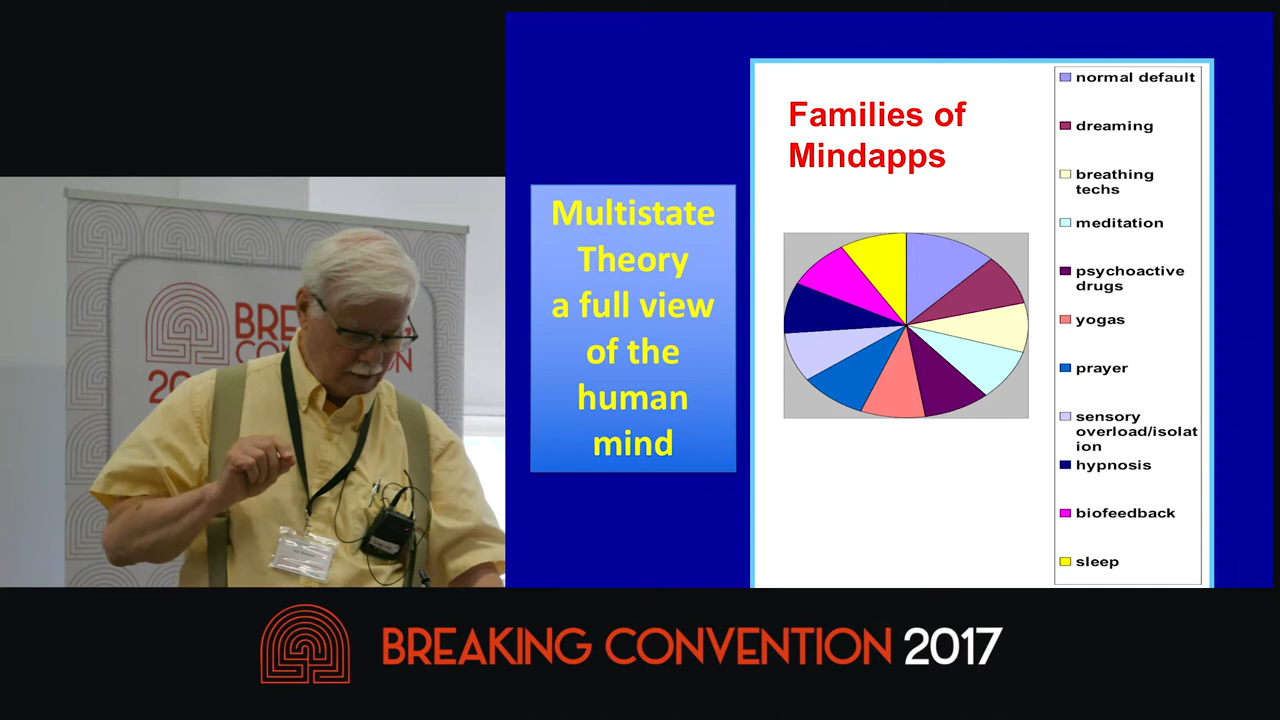 Multistate
Theory
a full view
of the
human
mind
Families of
Mindapps
normal default
dreaming
breathing
techs
meditation
psychoactive
drugs
yogas
prayer
sensory
overload/isolat
ion
hypnosis
biofeedback
sleep
BREAKING CONVENTION 2017